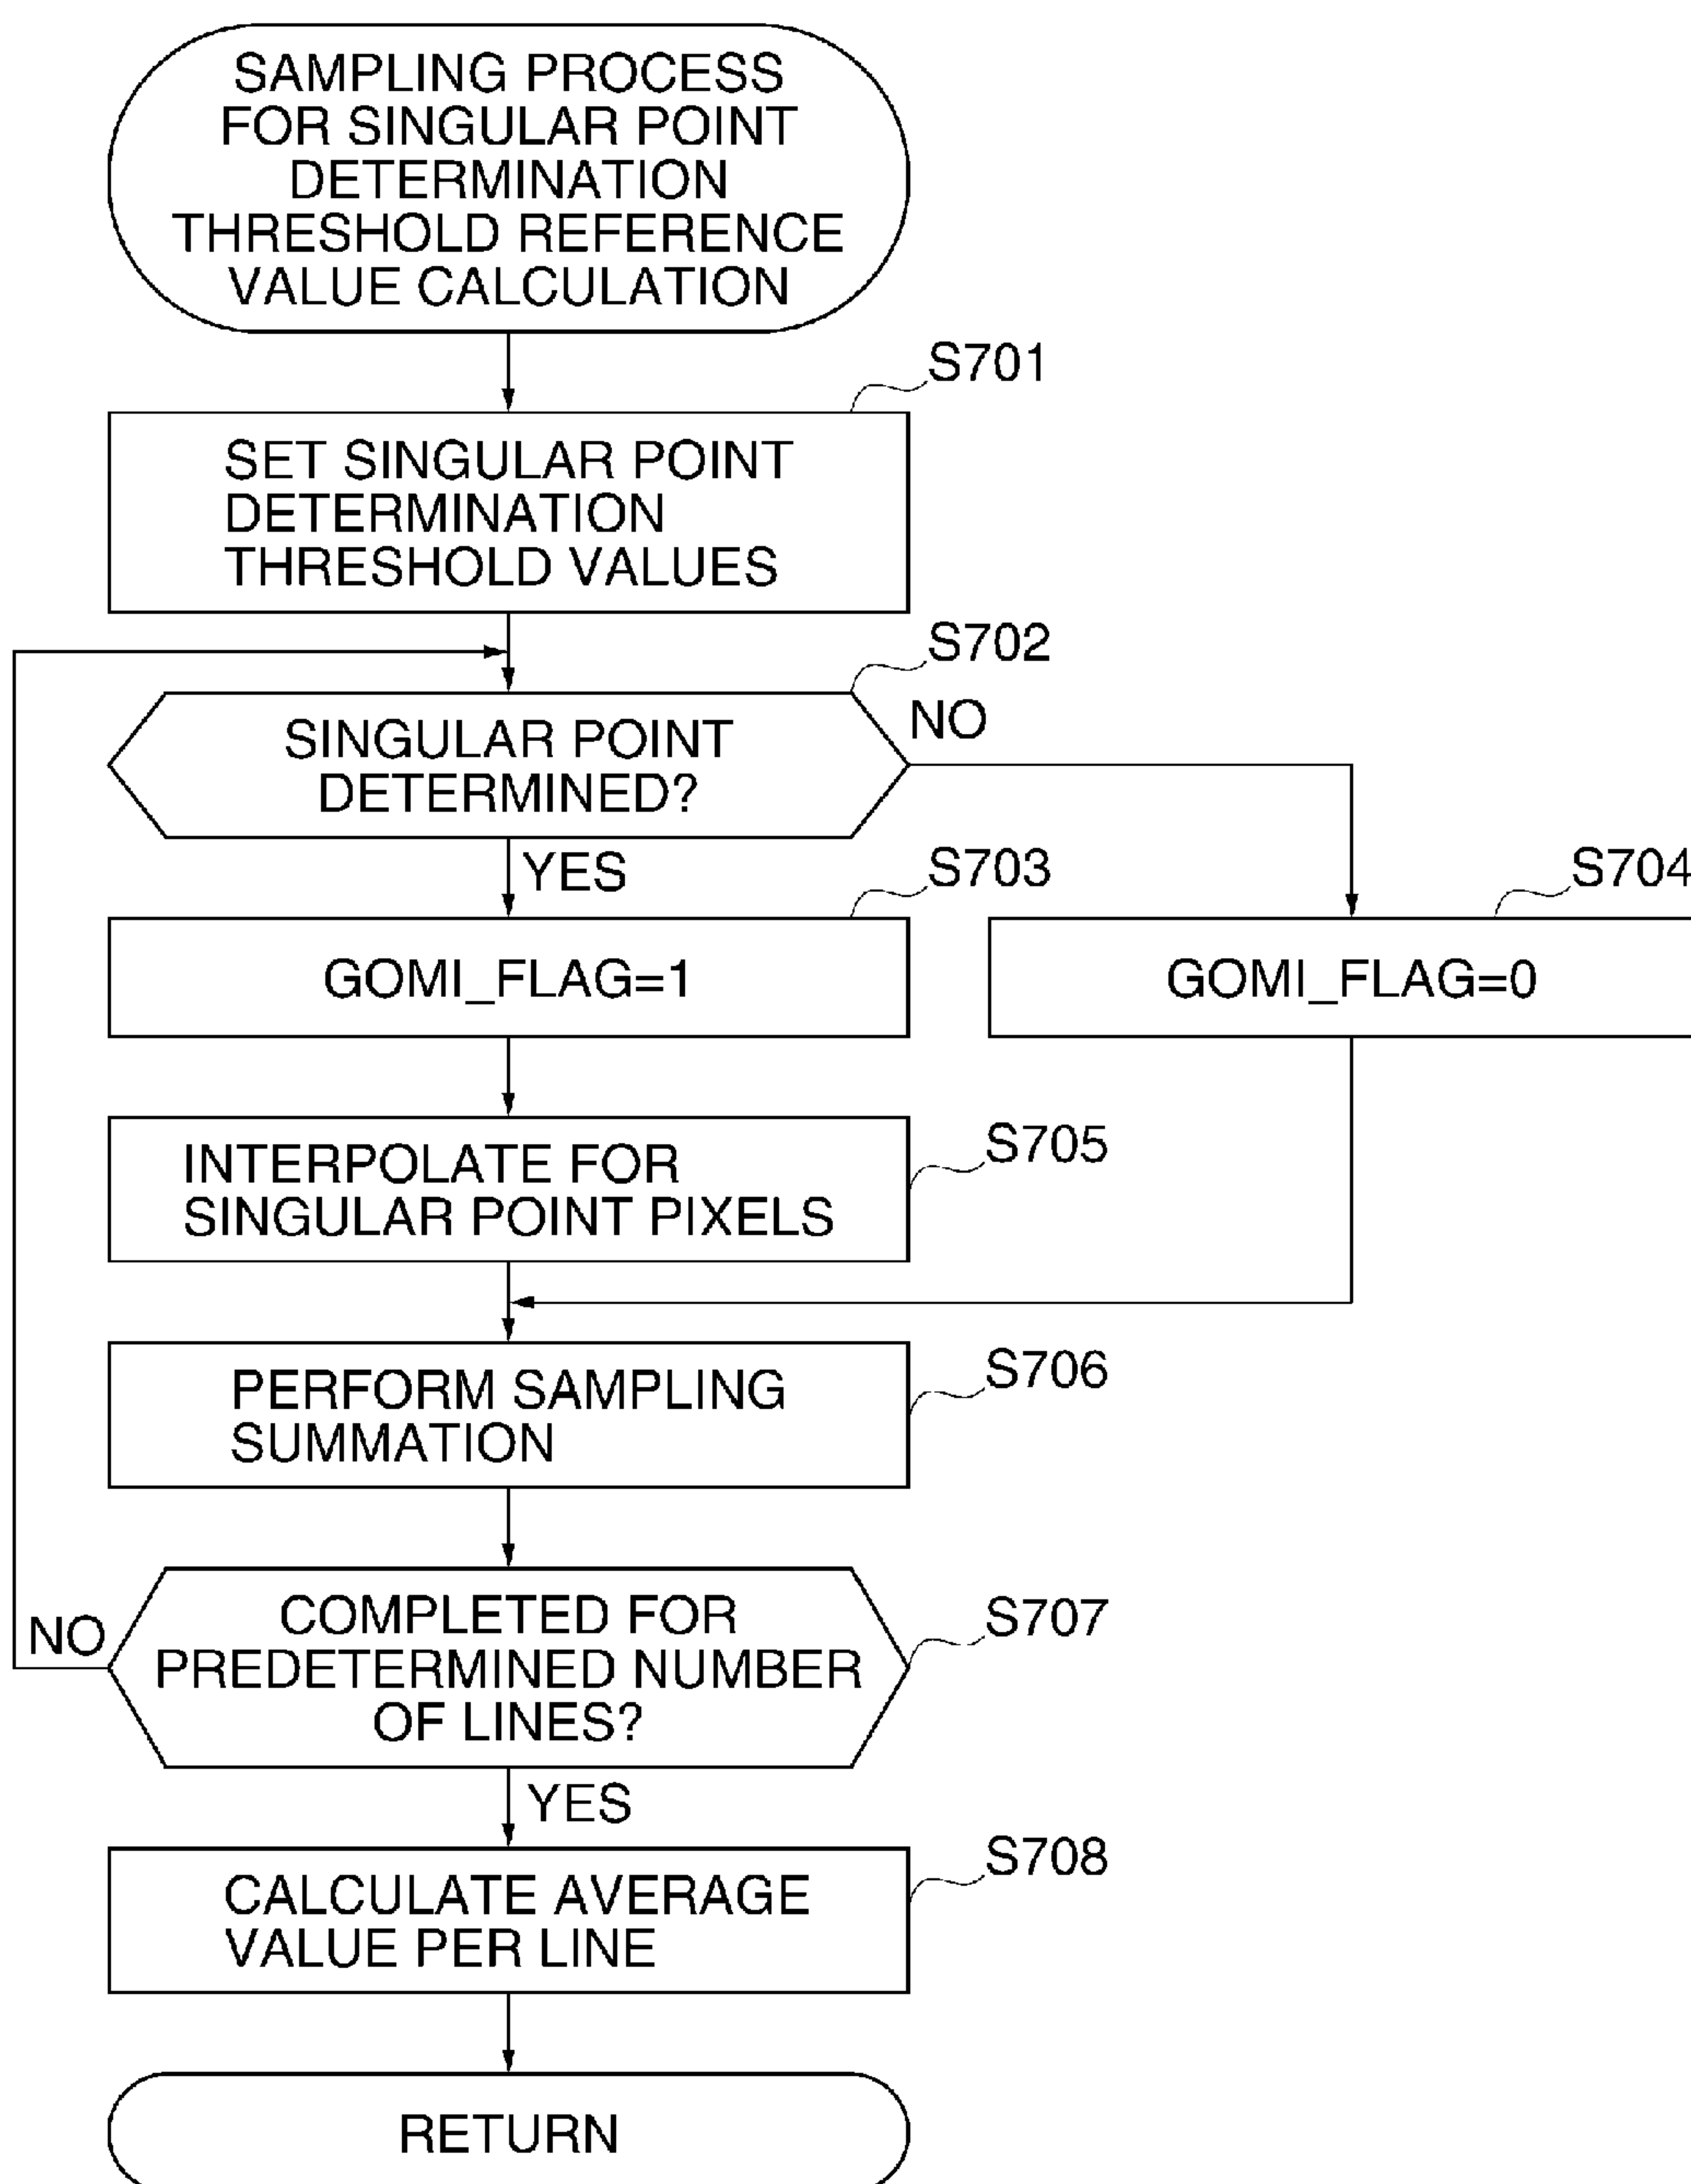 SAMPLING PROCESS
FOR SINGULAR POINT
DETERMINATION
THRESHOLD REFERENCE
VALUE CALCULATION
S701
SET SINGULAR POINT
DETERMINATION
THRESHOLD VALUES
S702
SINGULAR POINT
DETERMINED?
NO
YES
S703
GOMI_FLAG=1
S704
GOMI_FLAG=0
S705
INTERPOLATE FOR
SINGULAR POINT PIXELS
S706
PERFORM SAMPLING
SUMMATION
S707
COMPLETED FOR
PREDETERMINED NUMBER
OF LINES?
NO
YES
S708
CALCULATE AVERAGE
VALUE PER LINE
RETURN